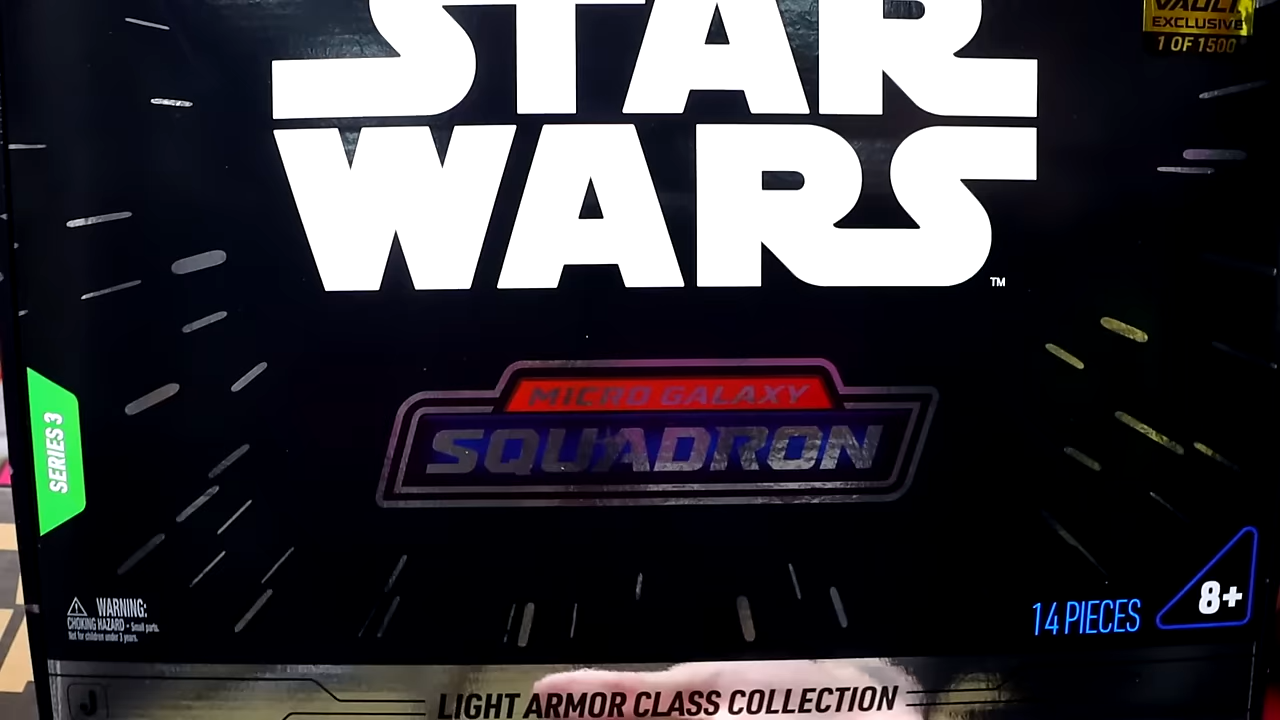 STAR
WARS
TM
VAULT
EXCLUSIVE
1 OF 1500
MICRO GALAXY
SQUADRON
SERIES 3
WARNING:
CHOKING HAZARD - Small parts.
Not for children under 3 years.
14 PIECES
8+
J
LIGHT ARMOR CLASS COLLECTION